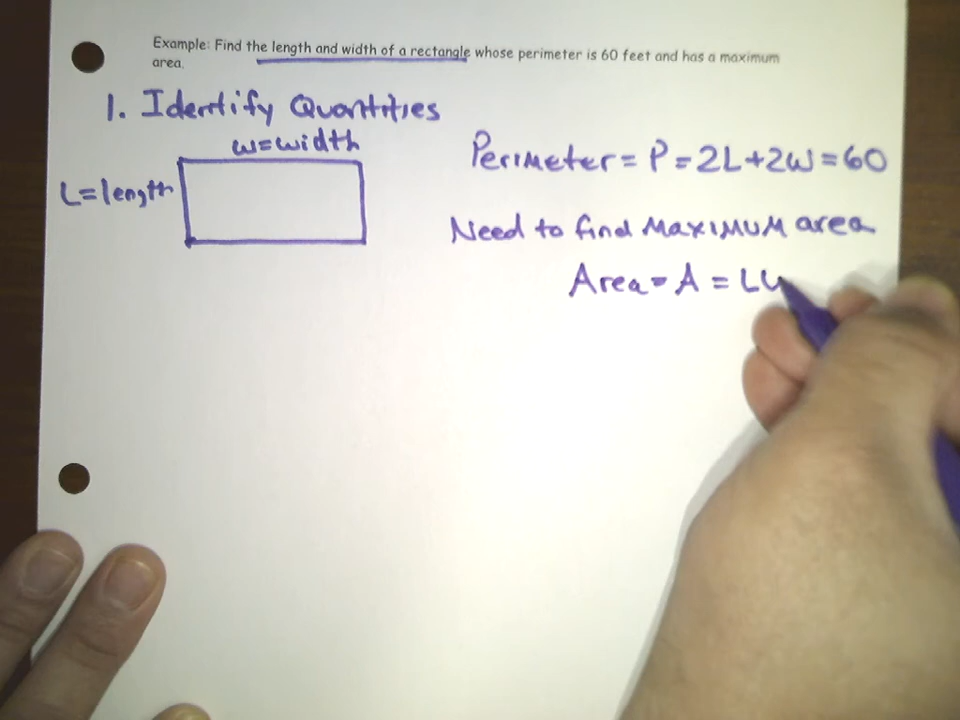 Example: Find the length and width of a rectangle whose perimeter is 60 feet and has a maximum
area.
1. Identify Quantities
w=width
L=length
Perimeter= P = 2L+2w=60
Need to find maximum area
Area=A = Lw